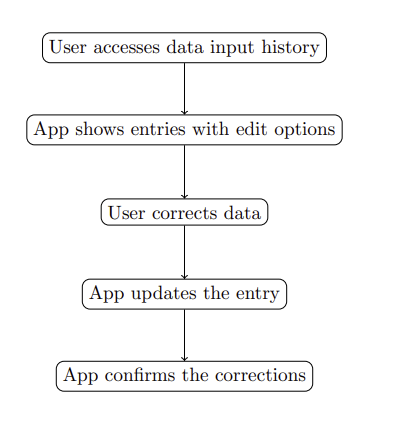 User accesses data input history
App shows entries with edit options
User corrects data
App updates the entry
App confirms the corrections